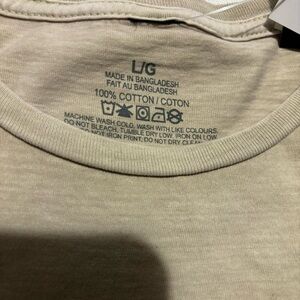 L/G
MADE IN BANGLADESH
FAIT AU BANGLADESH
100% COTTON / COTON
MACHINE WASH COLD, WASH WITH LIKE COLOURS.
DO NOT BLEACH. TUMBLE DRY LOW. IRON ON LOW.
IRON PRINT. DO NOT DRY CLEAN.